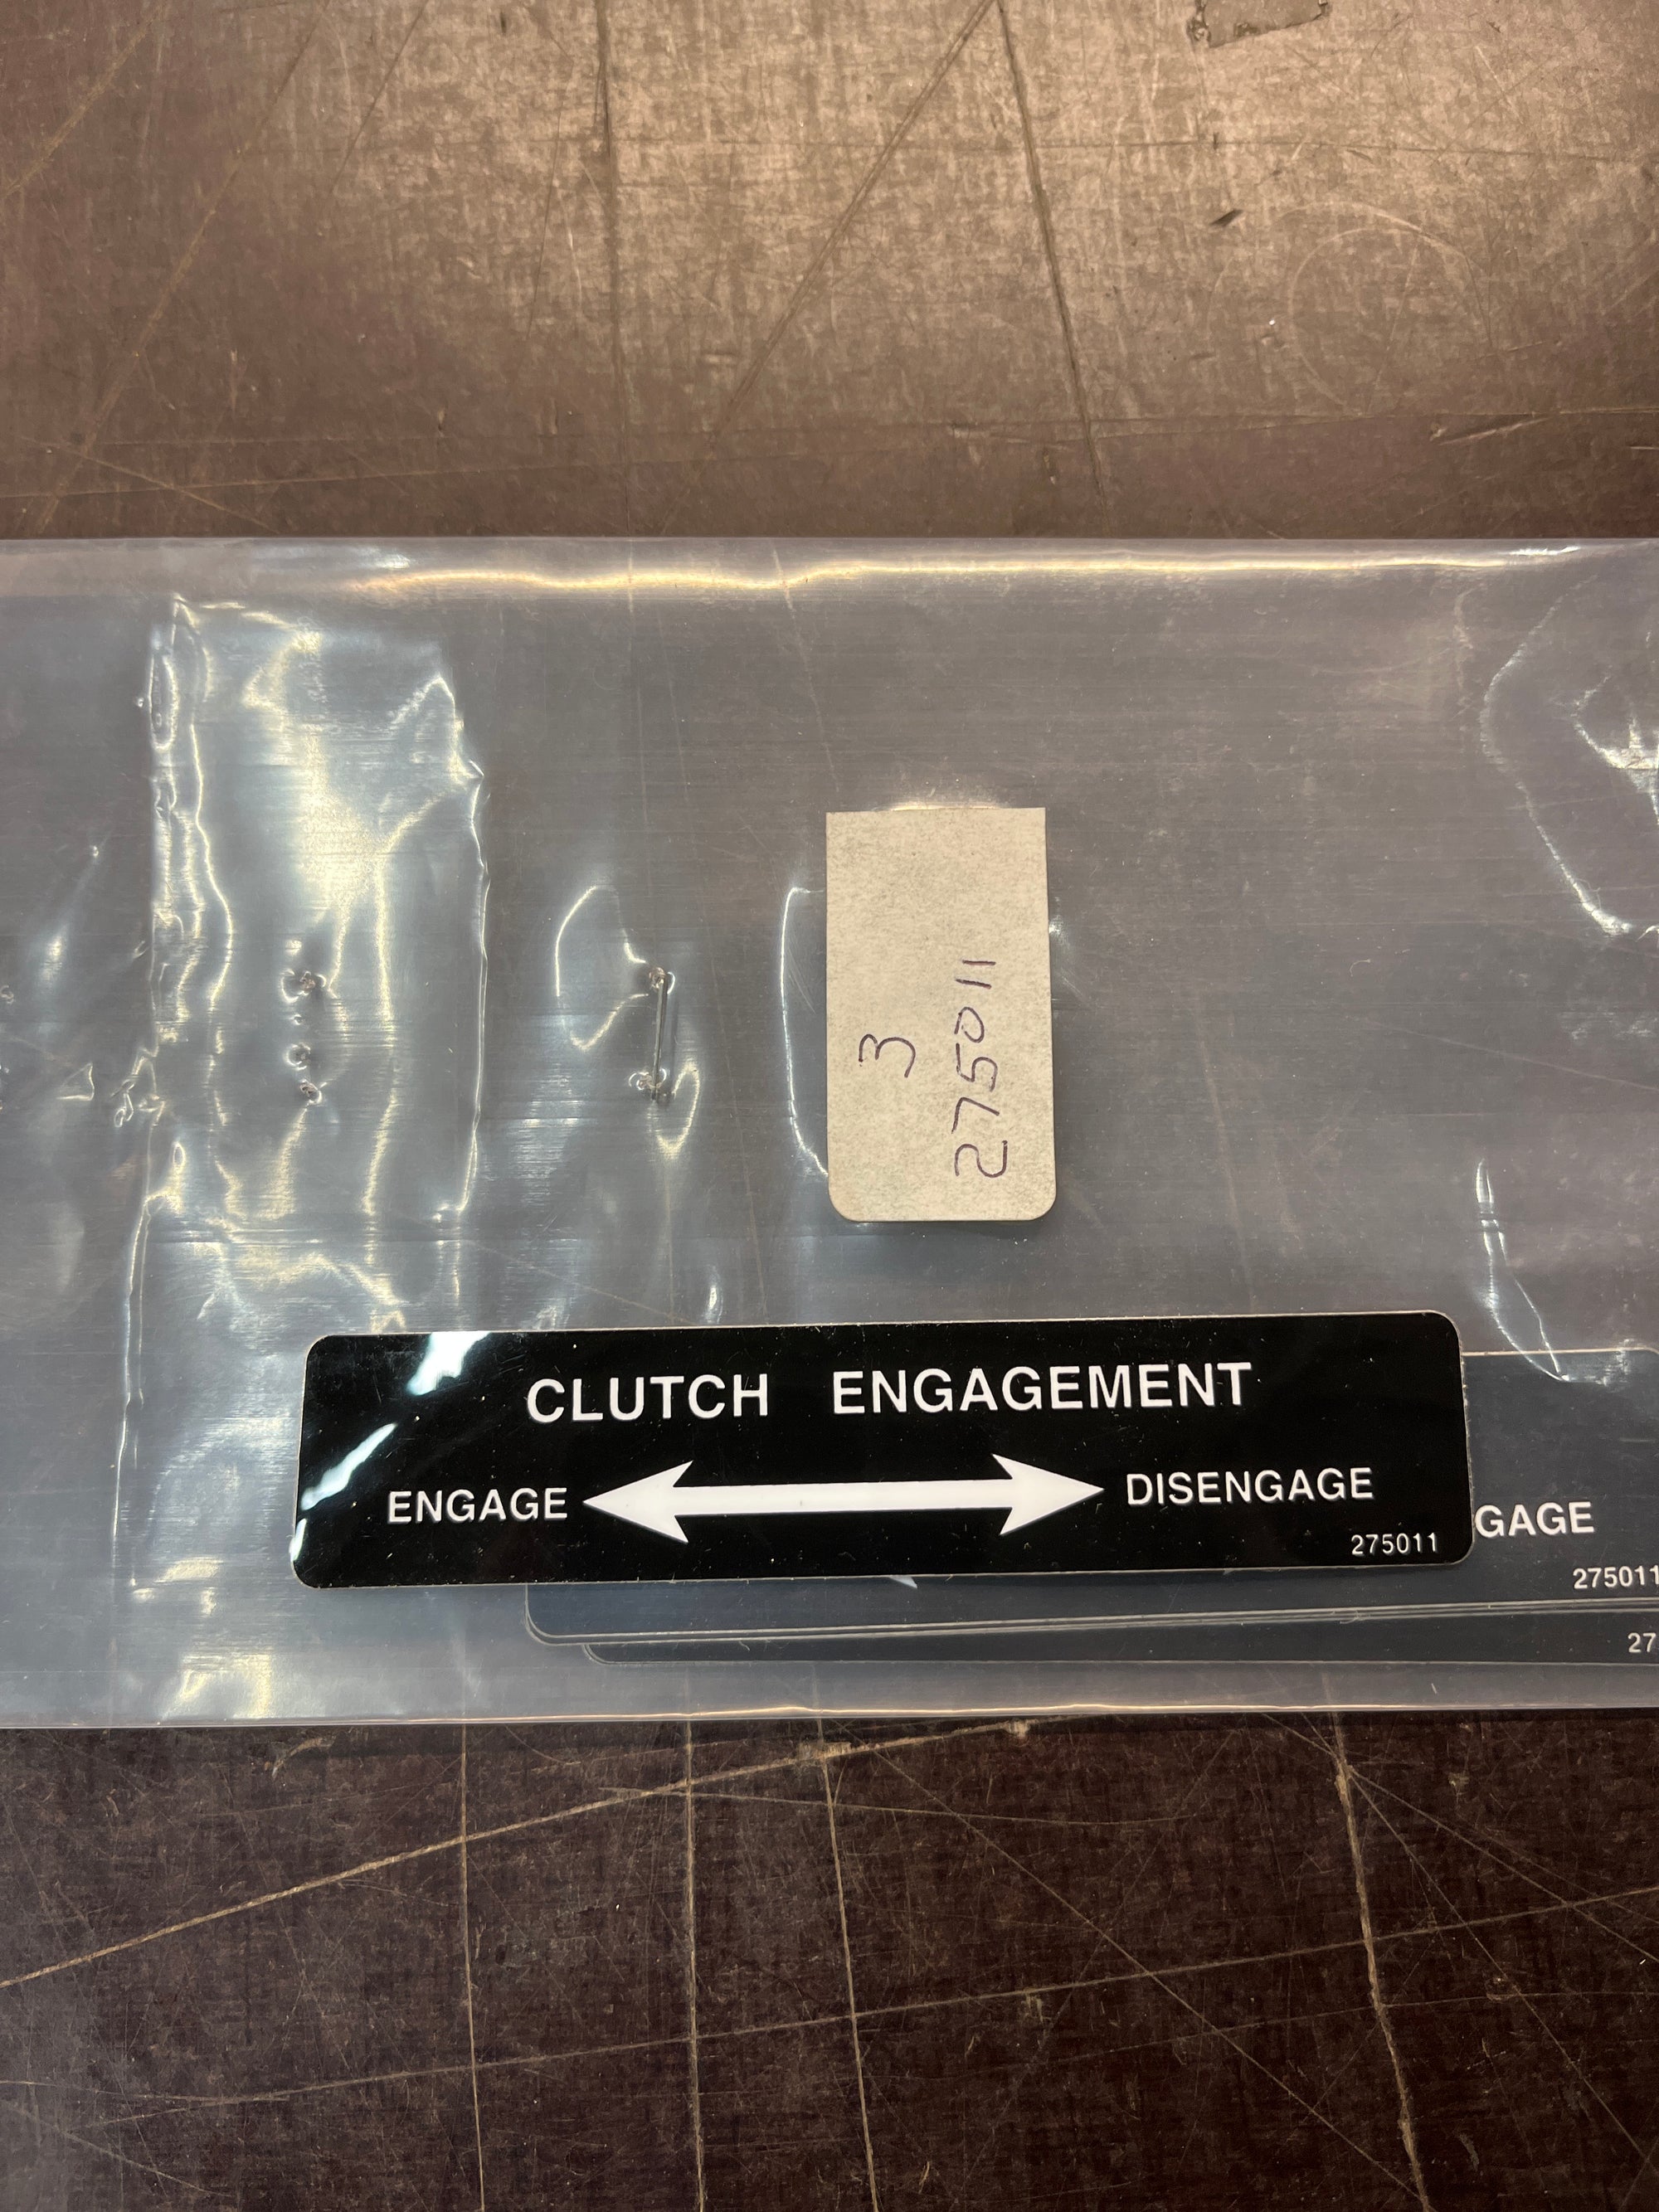 3
275011
CLUTCH ENGAGEMENT
ENGAGE DISENGAGE
275011
GAGE
275011
27